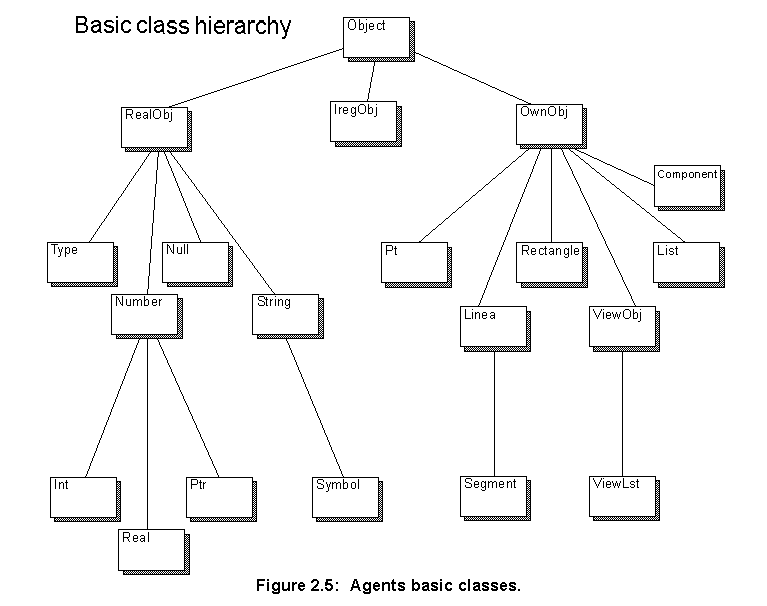 Basic class hierarchy
Object
RealObj
IregObj
OwnObj
Component
Type
Null
Pt
Rectangle
List
Number
String
Linea
ViewObj
Int
Ptr
Symbol
Segment
ViewLst
Real
Figure 2.5: Agents basic classes.